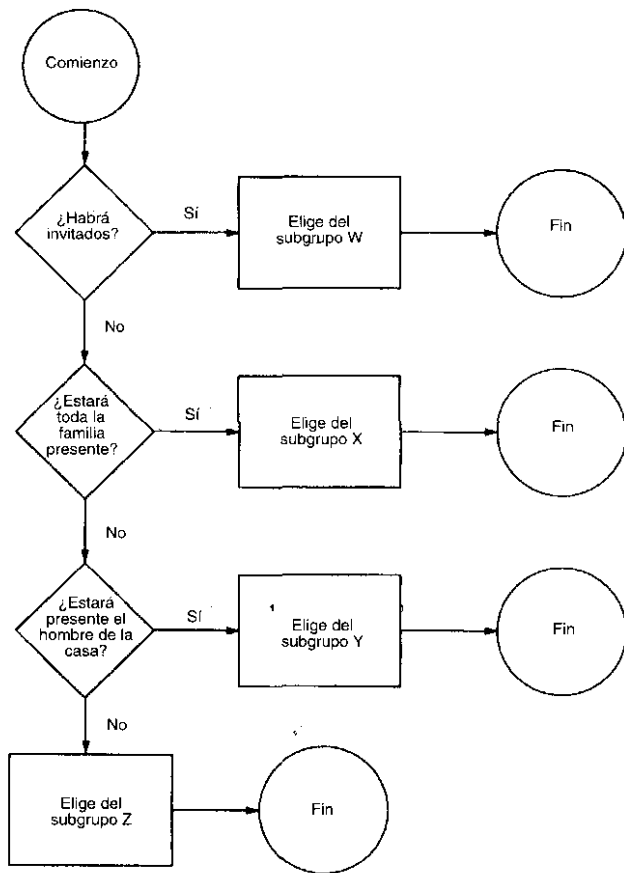 Comienzo
¿Habrá
invitados?
Sí
Elige del
subgrupo W
Fin
No
¿Estará
toda la
familia
presente?
Sí
Elige del
subgrupo X
Fin
No
¿Estará
presente el
hombre de la
casa?
Sí
Elige del
subgrupo Y
Fin
No
Elige del
subgrupo Z
Fin